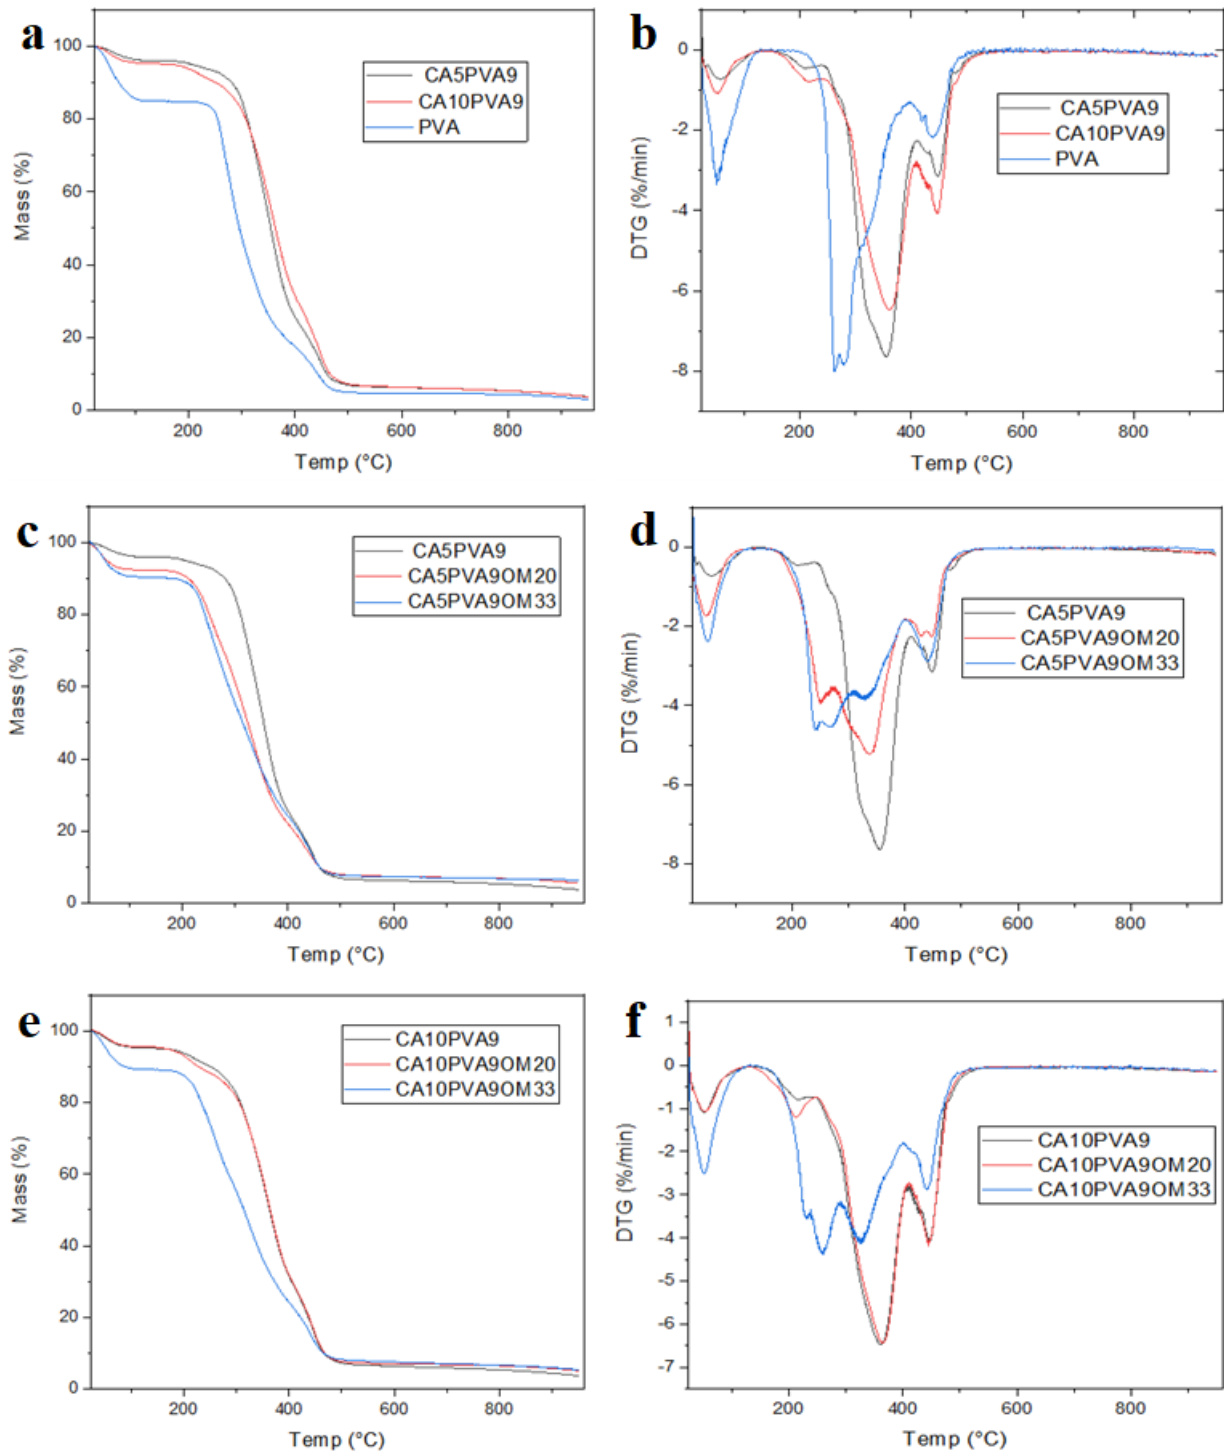 a
100
80
60
40
20
0
Mass (%)
CA5PVA9
CA10PVA9
PVA
200
400
600
800
Temp (°C)
b
0
-2
-4
-6
-8
DTG (%/min)
CA5PVA9
CA10PVA9
PVA
200
400
600
800
Temp (°C)
c
100
80
60
40
20
0
Mass (%)
CA5PVA9
CA5PVA9OM20
CA5PVA9OM33
200
400
600
800
Temp (°C)
d
0
-2
-4
-6
-8
DTG (%/min)
CA5PVA9
CA5PVA9OM20
CA5PVA9OM33
200
400
600
800
Temp (°C)
e
100
80
60
40
20
0
Mass (%)
CA10PVA9
CA10PVA9OM20
CA10PVA9OM33
200
400
600
800
Temp (°C)
f
1
0
-1
-2
-3
-4
-5
-6
-7
DTG (%/min)
CA10PVA9
CA10PVA9OM20
CA10PVA9OM33
200
400
600
800
Temp (°C)